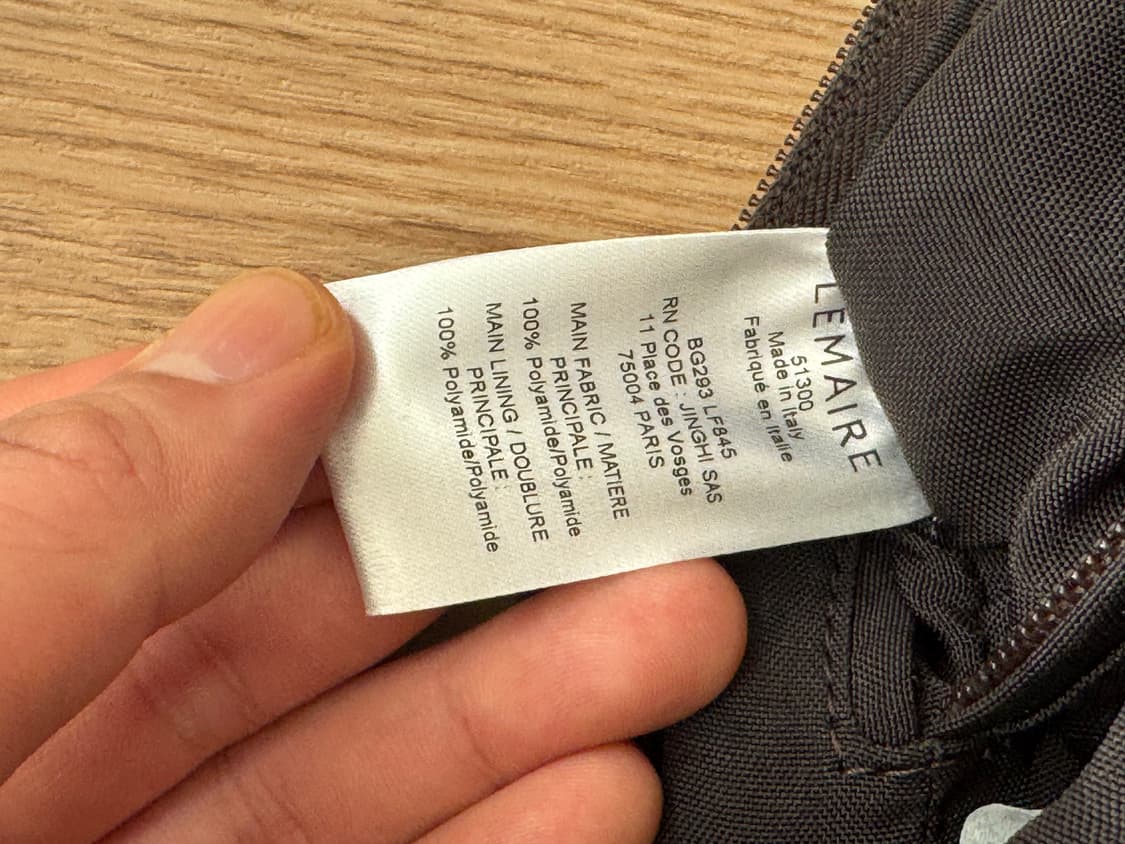 LEMAIRE
51300
Made in Italy
Fabriqué en Italie
BG293 LF845
RN CODE : JINGHI SAS
11 Place des Vosges
75004 PARIS
MAIN FABRIC / MATIERE
PRINCIPALE :
100% Polyamide/Polyamide
MAIN LINING / DOUBLURE
PRINCIPALE :
100% Polyamide/Polyamide